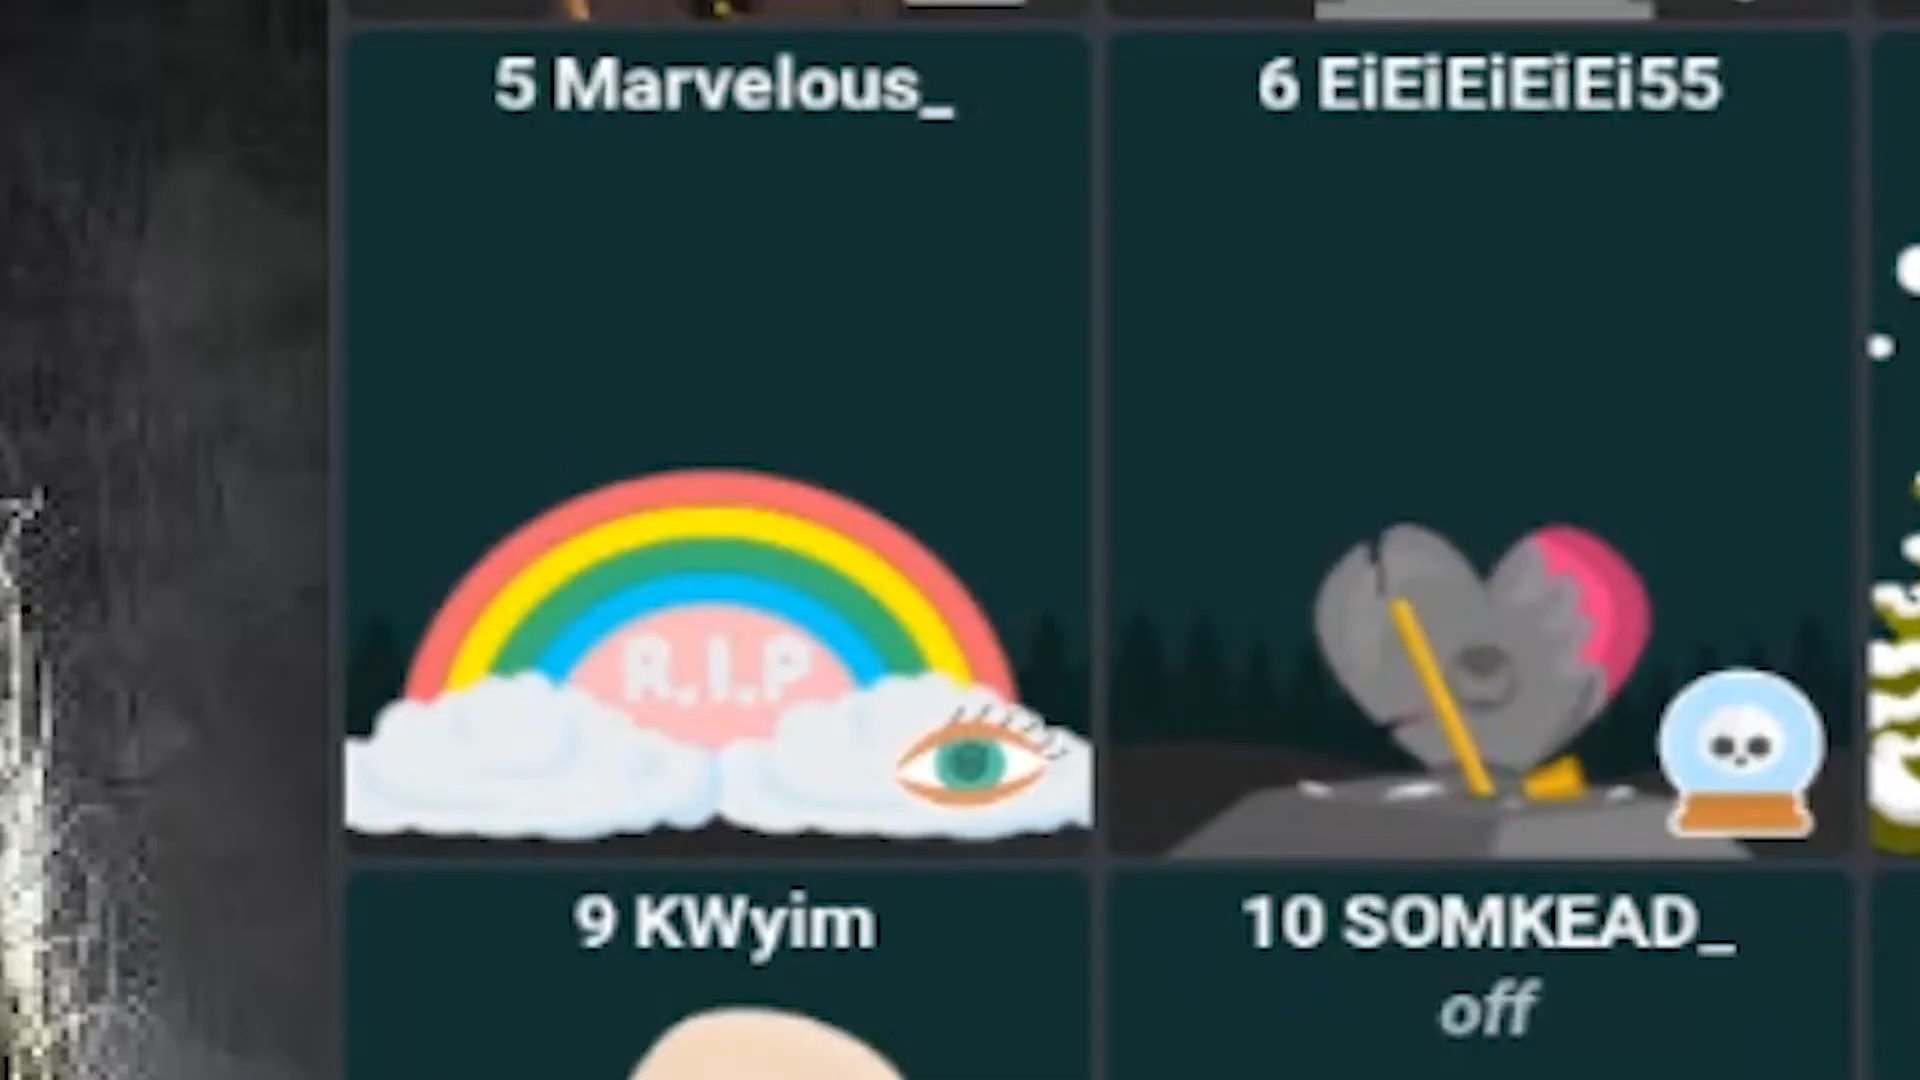 5 Marvelous_
6 EiEiEiEiEi55
R.I.P
9 KWyim
10 SOMKEAD_
off